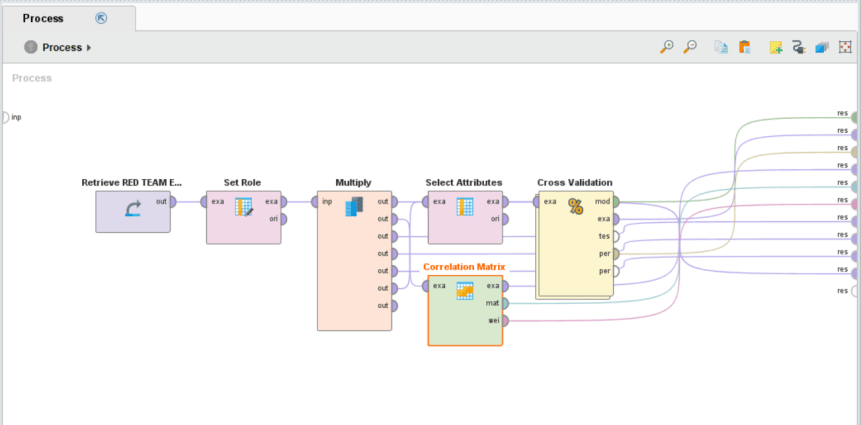 Process
Process
Process
inp
res
res
res
res
res
res
res
res
res
res
res
Retrieve RED TEAM E...
Set Role
Multiply
Select Attributes
Cross Validation
out
exa
exa
ori
inp
out
out
out
out
out
out
out
exa
exa
ori
exa
mod
exa
tes
per
per
Correlation Matrix
exa
exa
mat
wei